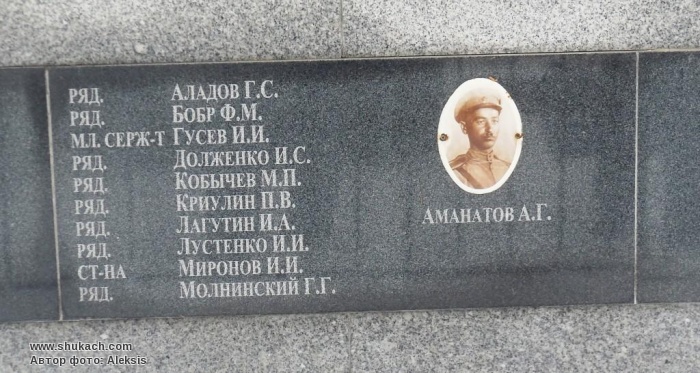 РЯД. АЛАДОВ Г.С.
РЯД. БОБР Ф.М.
МЛ. СЕРЖ-Т ГУСЕВ И.И.
РЯД. ДОЛЖЕНКО И.С.
РЯД. КОБЫЧЕВ М.П.
РЯД. КРИУЛИН П.В.
РЯД. ЛАГУТИН И.А.
РЯД. ЛУСТЕНКО И.И.
СТ-НА МИРОНОВ И.И.
РЯД. МОЛНИНСКИЙ Г.Г.
АМАНАТОВ А.Г.
www.shukach.com
Автор фото: Aleksis